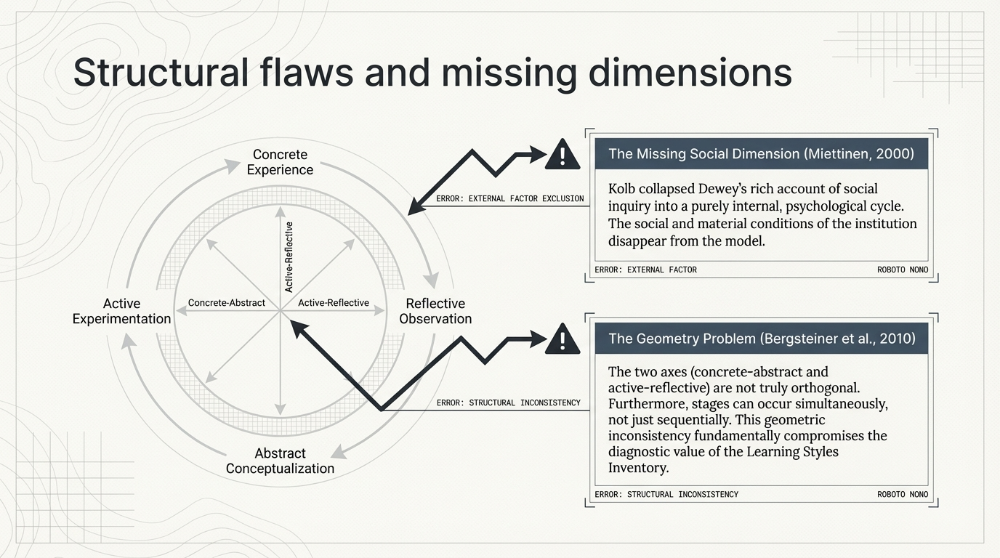 Structural flaws and missing dimensions
Concrete
Experience
Active-Reflective
Concrete-Abstract
Active-Reflective
Active
Experimentation
Reflective
Observation
Abstract
Conceptualization
ERROR: EXTERNAL FACTOR EXCLUSION
The Missing Social Dimension (Miettinen, 2000)
Kolb collapsed Dewey's rich account of social
inquiry into a purely internal, psychological cycle.
The social and material conditions of the institution
disappear from the model.
ERROR: EXTERNAL FACTOR
ROBOTO NONO
ERROR: STRUCTURAL INCONSISTENCY
The Geometry Problem (Bergsteiner et al., 2010)
The two axes (concrete-abstract and
active-reflective) are not truly orthogonal.
Furthermore, stages can occur simultaneously,
not just sequentially. This geometric
inconsistency fundamentally compromises the
diagnostic value of the Learning Styles
Inventory.
ERROR: STRUCTURAL INCONSISTENCY
ROBOTO NONO